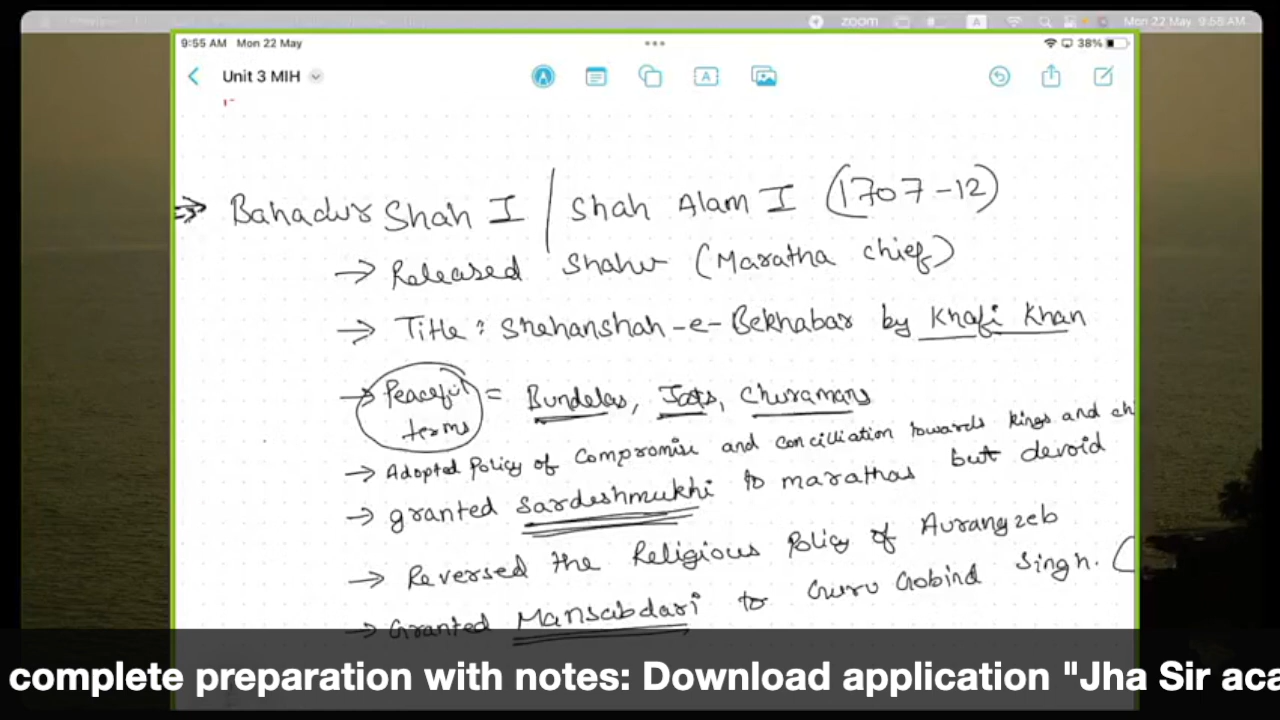 zoom Mon 22 May 9:55 AM
9:55 AM Mon 22 May 38%
Unit 3 MIH
Bahadur Shah I / Shah Alam I (1707-12)
→ Released Shahu (Maratha chief)
→ Title : Shehanshah-e-Bekhabar by Khafi Khan
→ Peaceful terms = Bundelas, Jats, Churamans
→ Adopted Policy of Compromise and concilliation towards kings and ch
→ granted Sardeshmukhi to marathas but devoid
→ Reversed the Religious Policy of Aurangzeb
→ Granted Mansabdari to Guru Gobind Singh. (
complete preparation with notes: Download application "Jha Sir aca